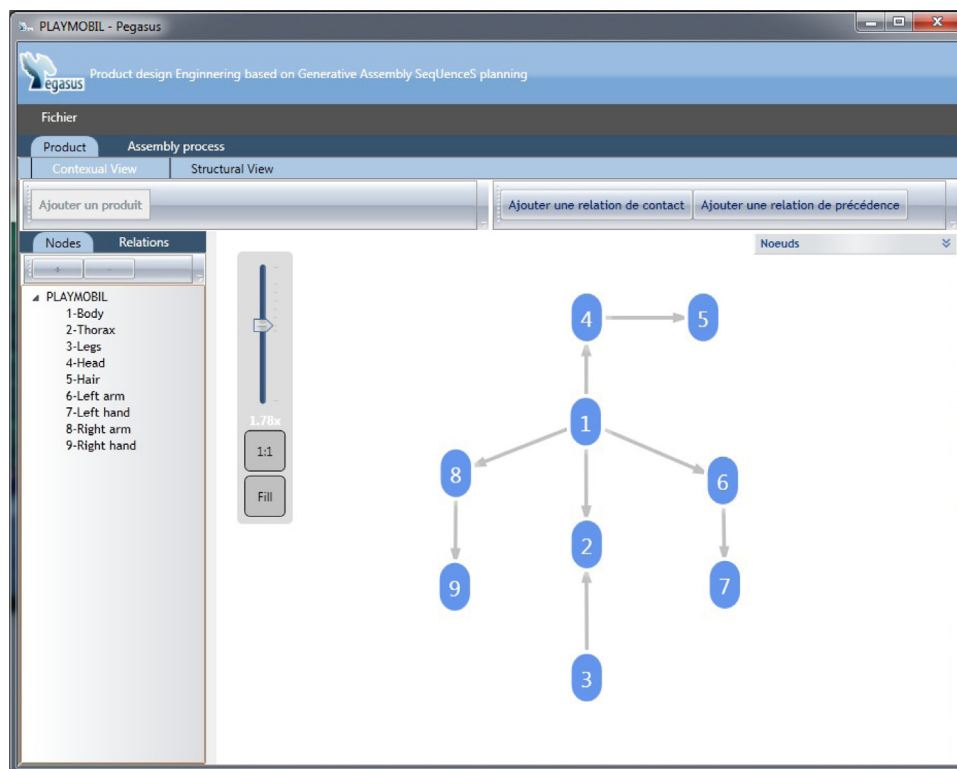 PLAYMOBIL - Pegasus
Pegasus
Product design Enginnering based on Generative Assembly SeqUenceS planning
Fichier
Product Assembly process
Contexual View Structural View
Ajouter un produit Ajouter une relation de contact Ajouter une relation de précédence
Nodes Relations
+ -
Noeuds
PLAYMOBIL
1-Body
2-Thorax
3-Legs
4-Head
5-Hair
6-Left arm
7-Left hand
8-Right arm
9-Right hand
1.78x
1:1
Fill
4 5
1
8 6
2
9 7
3